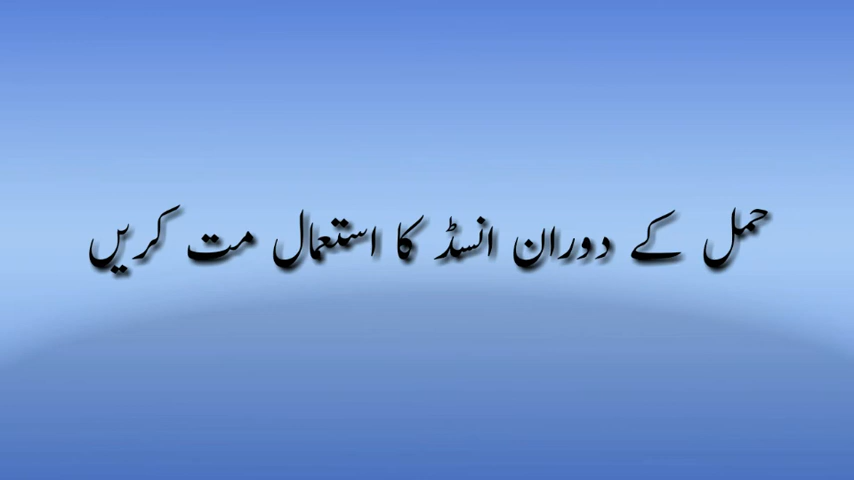 حمل کے دوران انسڈ کا استعمال مت کریں